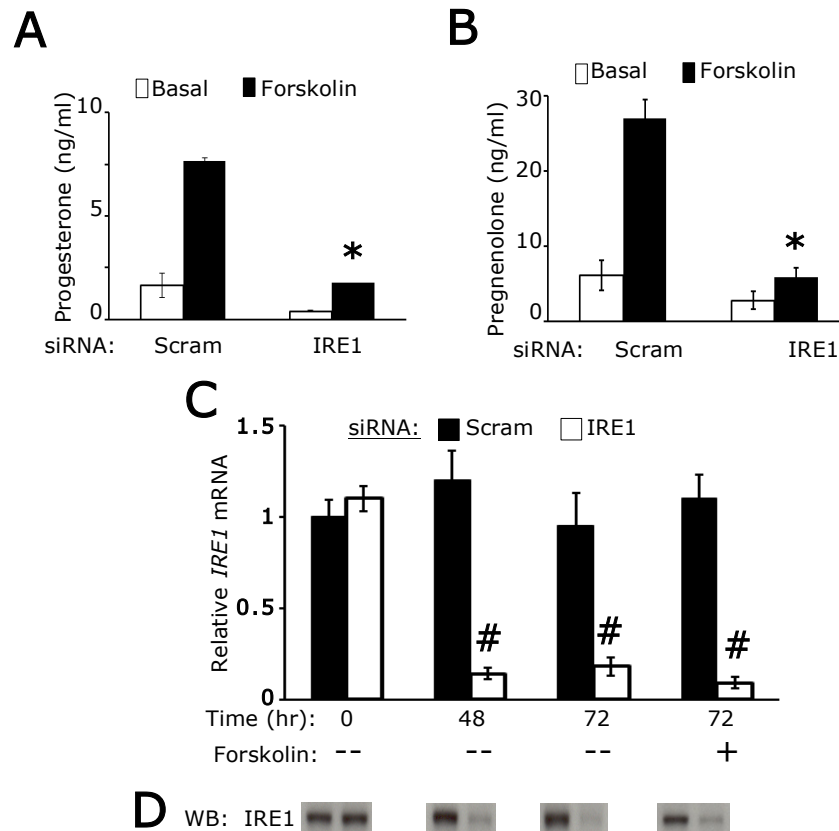 A
Basal Forskolin
Progesterone (ng/ml)
10
5
0
*
siRNA: Scram IRE1
B
Basal Forskolin
Pregnenolone (ng/ml)
30
20
10
0
*
siRNA: Scram IRE1
C
siRNA: Scram IRE1
Relative IRE1 mRNA
1.5
1
0.5
0
# # #
Time (hr): 0 48 72 72
Forskolin: -- -- -- +
D WB: IRE1